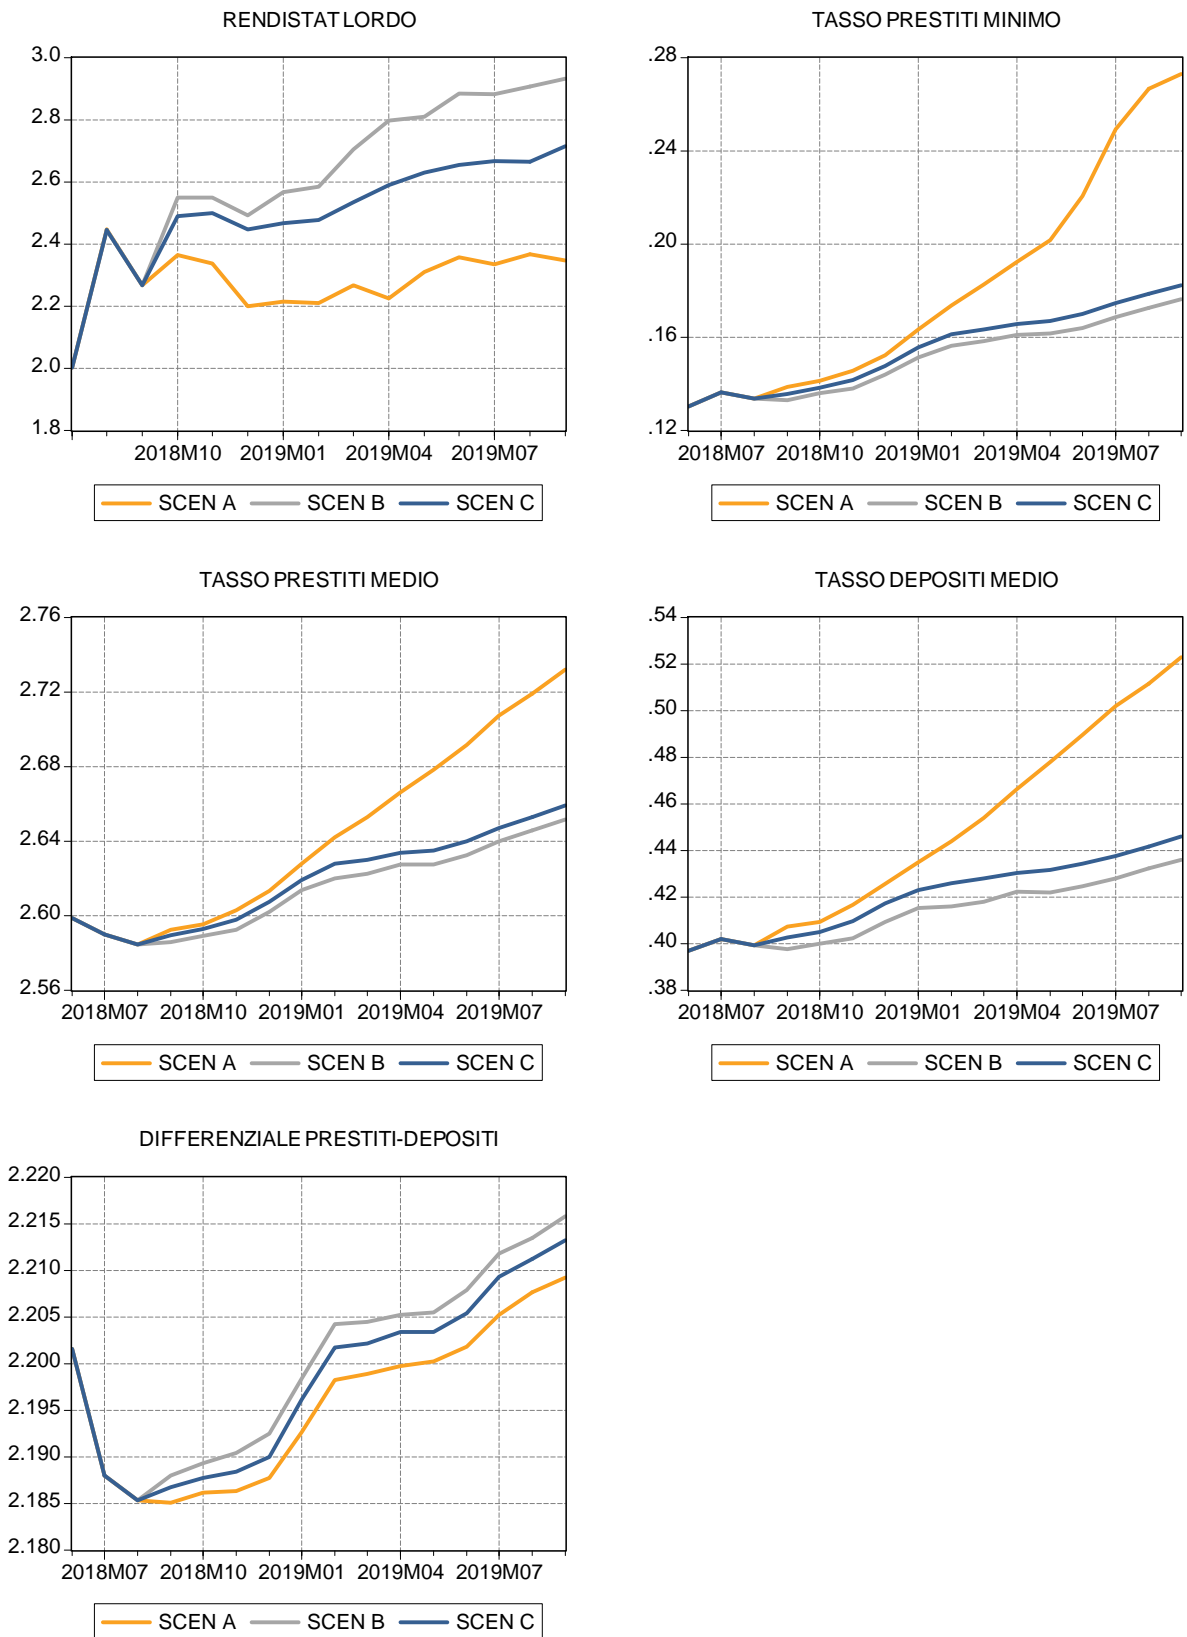 RENDISTAT LORDO
3.0
2.8
2.6
2.4
2.2
2.0
1.8
2018M10 2019M01 2019M04 2019M07
SCEN A SCEN B SCEN C
TASSO PRESTITI MINIMO
.28
.24
.20
.16
.12
2018M07 2018M10 2019M01 2019M04 2019M07
SCEN A SCEN B SCEN C
TASSO PRESTITI MEDIO
2.76
2.72
2.68
2.64
2.60
2.56
2018M07 2018M10 2019M01 2019M04 2019M07
SCEN A SCEN B SCEN C
TASSO DEPOSITI MEDIO
.54
.52
.50
.48
.46
.44
.42
.40
.38
2018M07 2018M10 2019M01 2019M04 2019M07
SCEN A SCEN B SCEN C
DIFFERENZIALE PRESTITI-DEPOSITI
2.220
2.215
2.210
2.205
2.200
2.195
2.190
2.185
2.180
2018M07 2018M10 2019M01 2019M04 2019M07
SCEN A SCEN B SCEN C